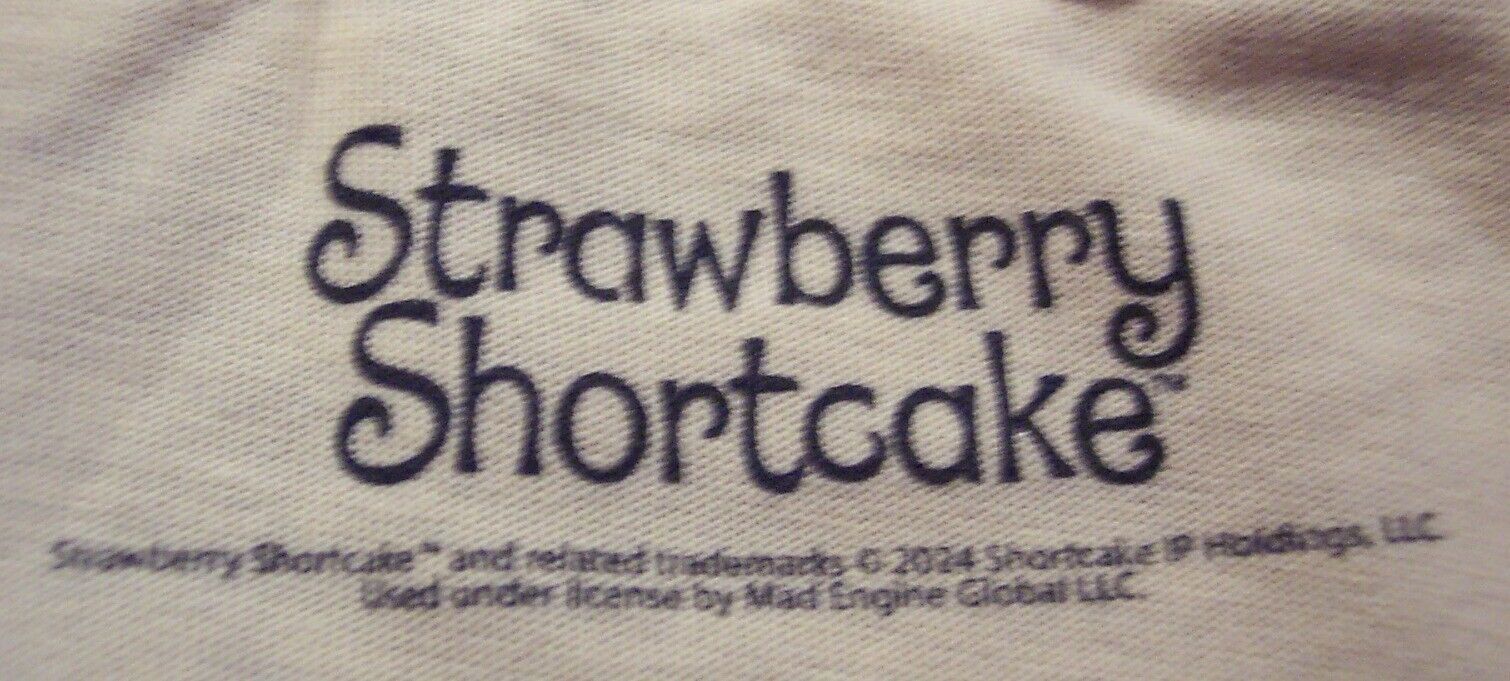 Strawberry
Shortcake™
Strawberry Shortcake™ and related trademarks © 2024 Shortcake IP Holdings, LLC
Used under license by Mad Engine Global LLC.